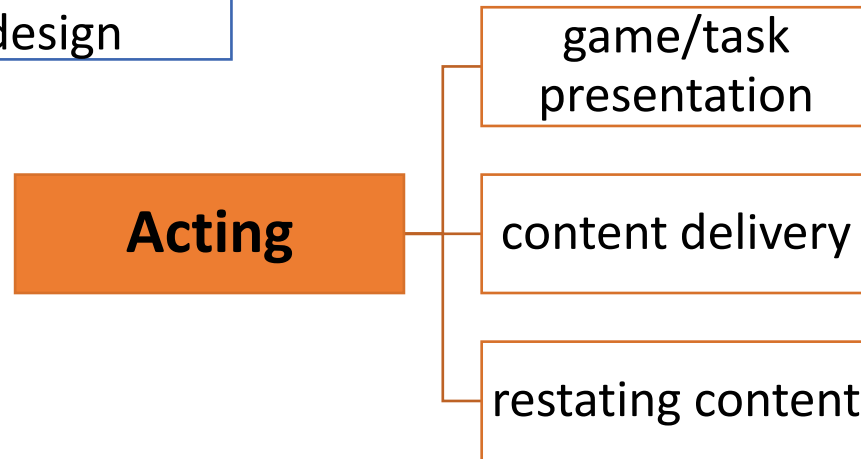 design
game/task
presentation
Acting
content delivery
restating content